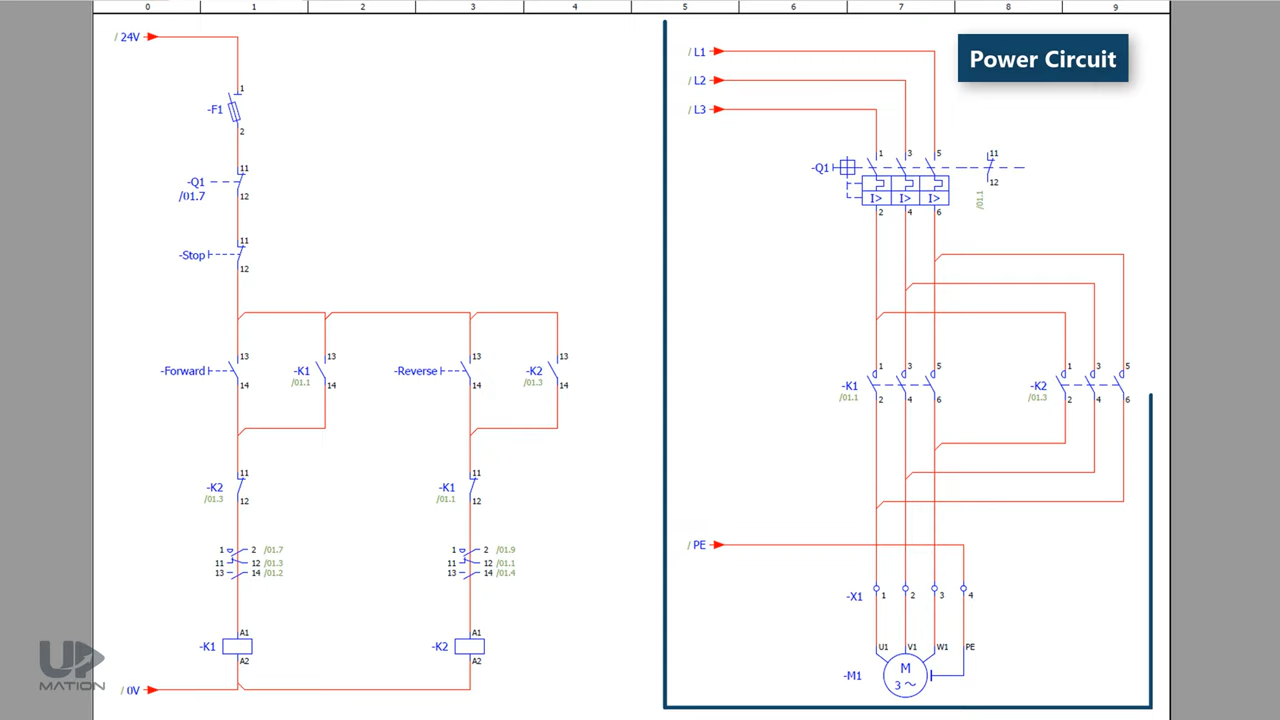 0 1 2 3 4 5 6 7 8 9
/ 24V
1
-F1
2
11
-Q1
/01.7
12
11
-Stop
12
13 13 13 13
-Forward -K1 -Reverse -K2
/01.1 /01.3
14 14 14 14
11 11
-K2 -K1
/01.3 /01.1
12 12
1 2 /01.7 1 2 /01.9
11 12 /01.3 11 12 /01.1
13 14 /01.2 13 14 /01.4
A1 A1
-K1 -K2
A2 A2
/ 0V
UP
MATION
Power Circuit
/ L1
/ L2
/ L3
1 3 5 11
-Q1
12
I> I> I>
/01.1
2 4 6
1 3 5 1 3 5
-K1 -K2
/01.1 /01.3
2 4 6 2 4 6
/ PE
-X1 1 2 3 4
U1 V1 W1 PE
-M1
M
3 ~